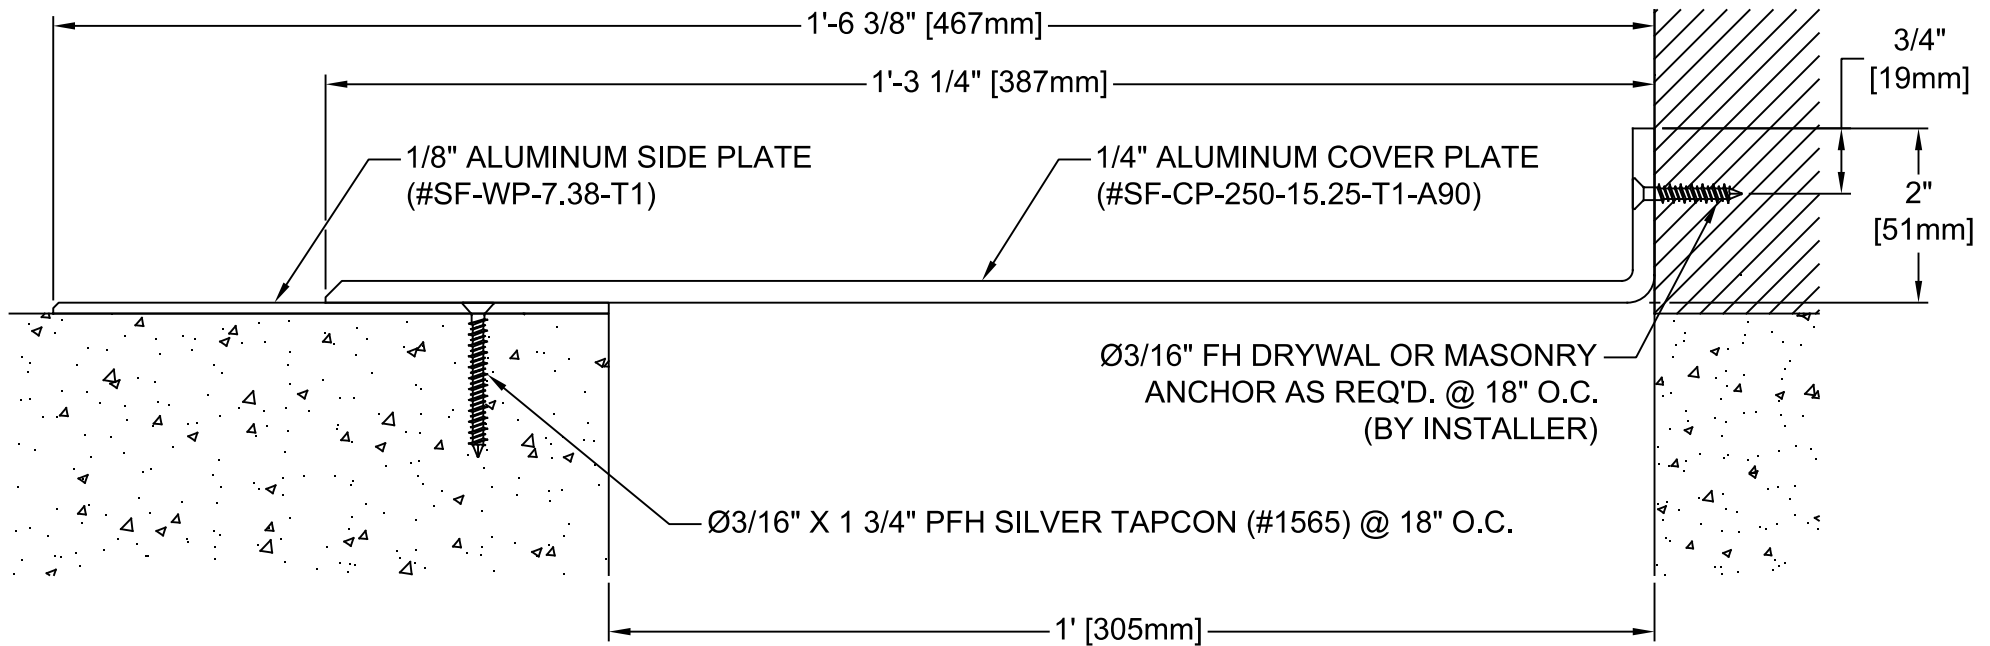 1'-6 3/8" [467mm]
1'-3 1/4" [387mm]
3/4"
[19mm]
1/8" ALUMINUM SIDE PLATE
(#SF-WP-7.38-T1)
1/4" ALUMINUM COVER PLATE
(#SF-CP-250-15.25-T1-A90)
2"
[51mm]
Ø3/16" FH DRYWAL OR MASONRY
ANCHOR AS REQ'D. @ 18" O.C.
(BY INSTALLER)
Ø3/16" X 1 3/4" PFH SILVER TAPCON (#1565) @ 18" O.C.
1' [305mm]